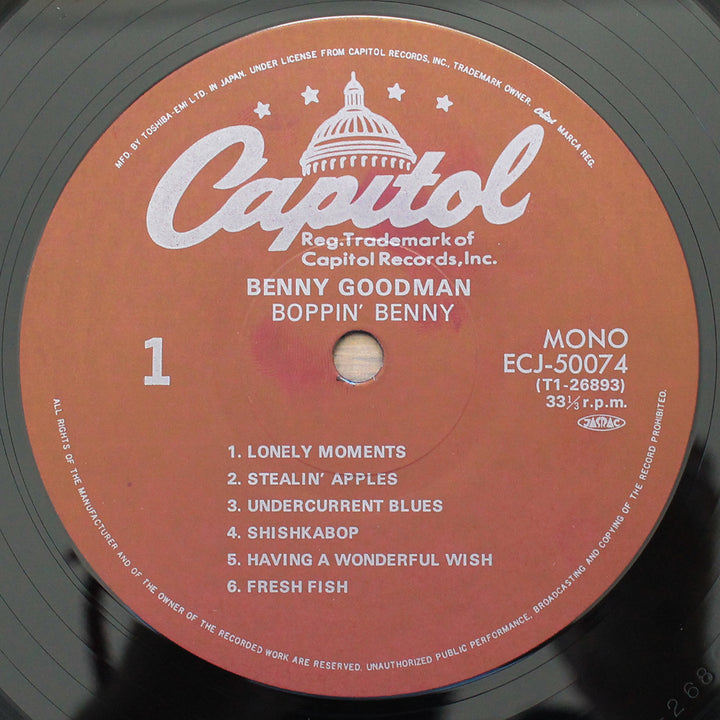 MFD. BY TOSHIBA-EMI LTD. IN JAPAN. UNDER LICENSE FROM CAPITOL RECORDS, INC., TRADEMARK OWNER. Capitol MARCA REG.
Capitol
Reg.Trademark of
Capitol Records,Inc.
BENNY GOODMAN
BOPPIN' BENNY
1
MONO
ECJ-50074
(T1-26893)
33⅓ r.p.m.
JASRAC
1. LONELY MOMENTS
2. STEALIN' APPLES
3. UNDERCURRENT BLUES
4. SHISHKABOP
5. HAVING A WONDERFUL WISH
6. FRESH FISH
ALL RIGHTS OF THE MANUFACTURER AND OF THE OWNER OF THE RECORDED WORK ARE RESERVED. UNAUTHORIZED PUBLIC PERFORMANCE, BROADCASTING AND COPYING OF THE RECORD PROHIBITED.
268